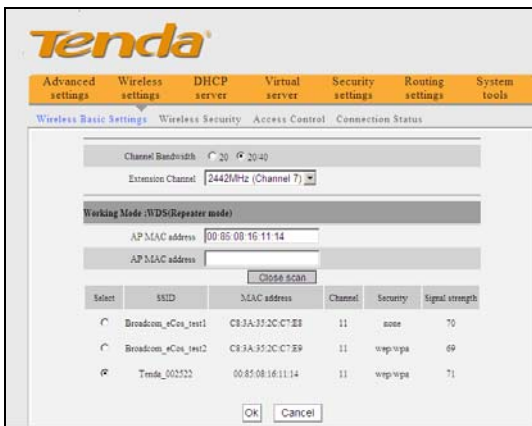 Tenda
Advanced settings Wireless settings DHCP server Virtual server Security settings Routing settings System tools
Wireless Basic Settings Wireless Security Access Control Connection Status
Channel Bandwidth 20 20:40
Extension Channel 2442MHz (Channel 7)
Working Mode :WDS(Repeater mode)
AP MAC address 00:85:08:16:11:14
AP MAC address
Close scan
Select SSID MAC address Channel Security Signal strength
Broadcom_eCos_test1 C8:3A:35:2C:C7:E8 11 none 70
Broadcom_eCos_test2 C8:3A:35:2C:C7:E9 11 wep/wpa 69
Tenda_002522 00:85:08:16:11:14 11 wep/wpa 71
Ok Cancel